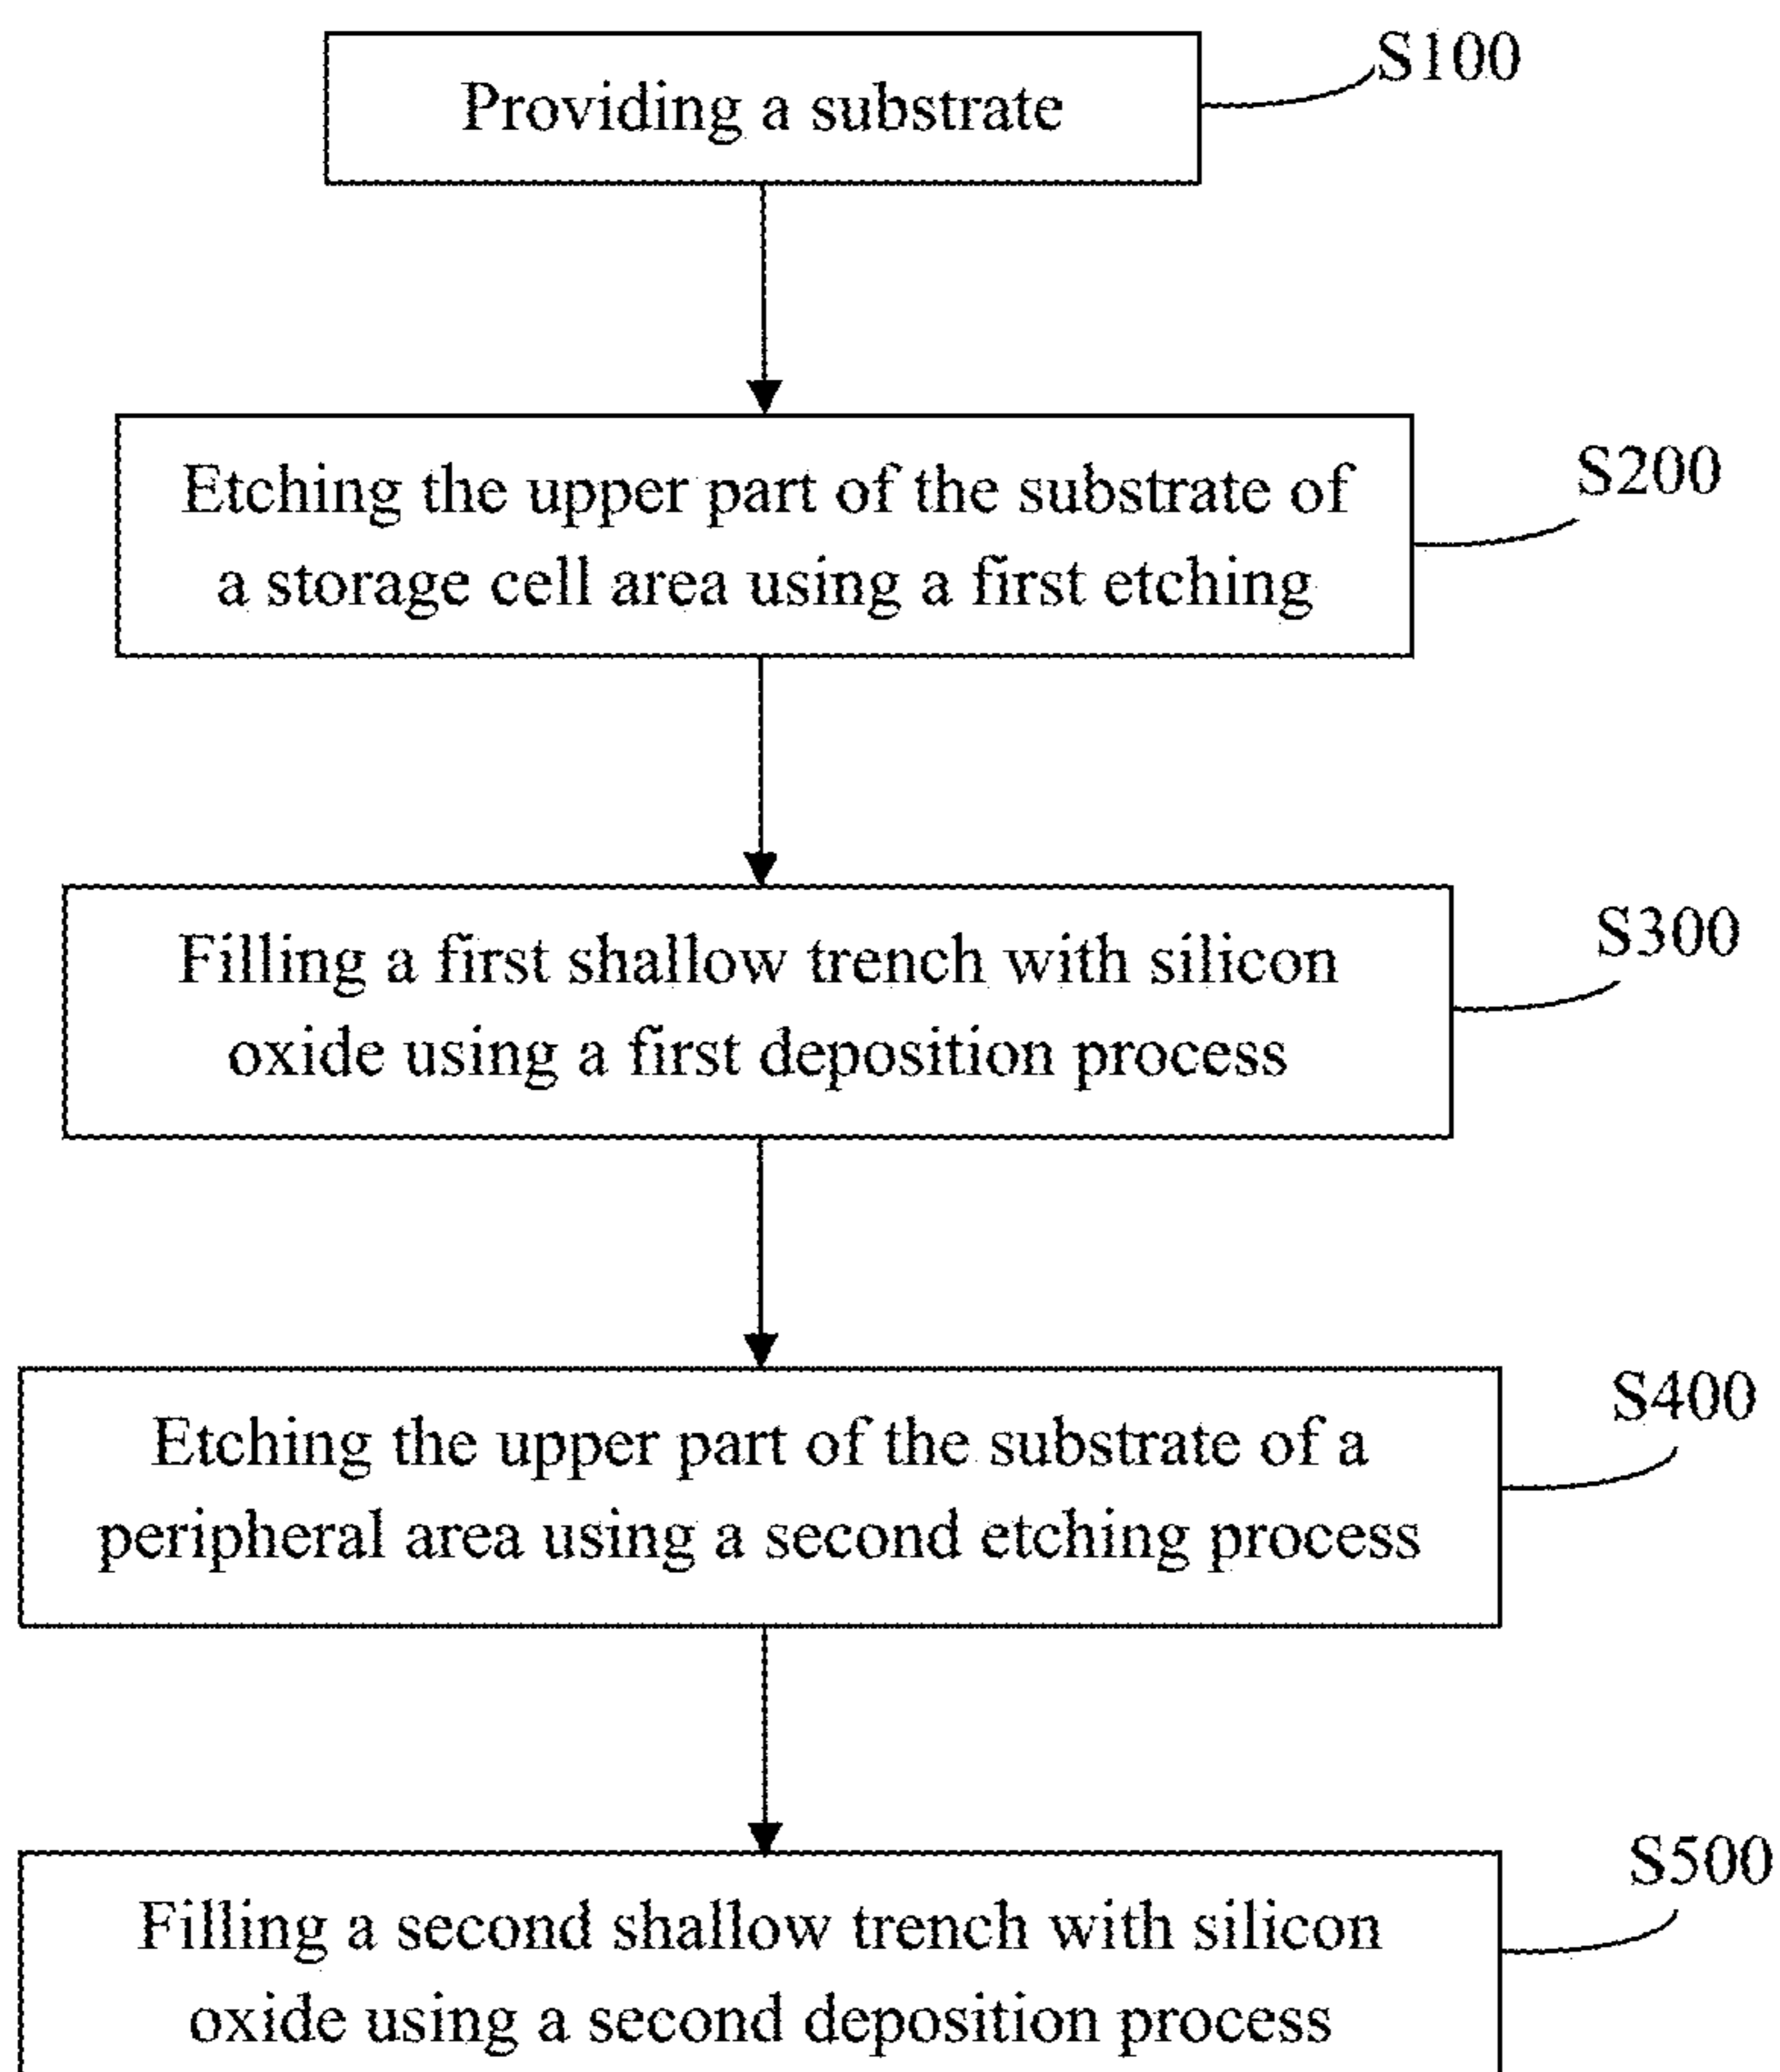 Providing a substrate
S100
Etching the upper part of the substrate of
a storage cell area using a first etching
S200
Filling a first shallow trench with silicon
oxide using a first deposition process
S300
Etching the upper part of the substrate of a
peripheral area using a second etching process
S400
Filling a second shallow trench with silicon
oxide using a second deposition process
S500